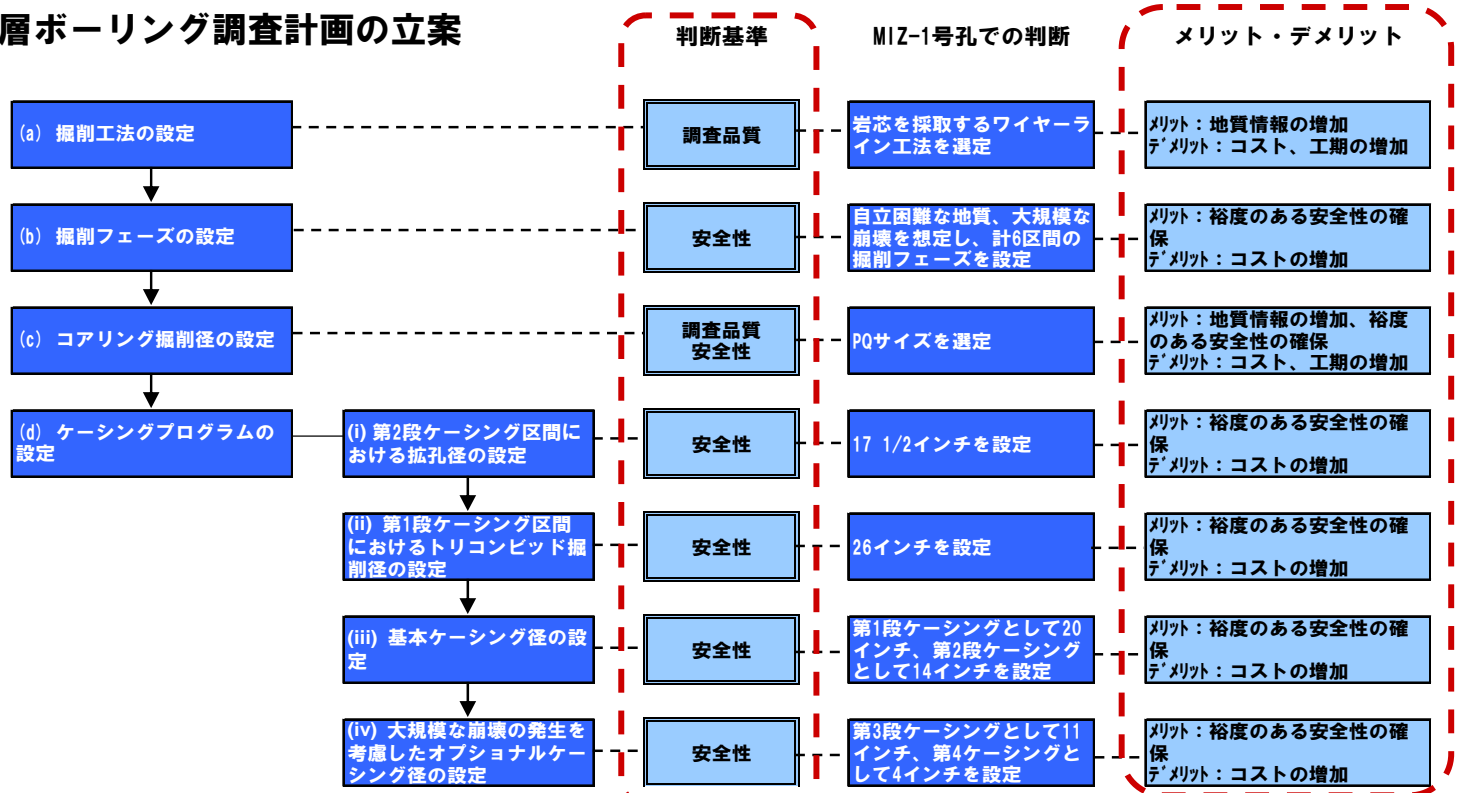 層ボーリング調査計画の立案
判断基準
MIZ-1号孔での判断
メリット・デメリット
(a) 掘削工法の設定
調査品質
岩芯を採取するワイヤーラ
イン工法を選定
ﾒﾘｯﾄ：地質情報の増加
ﾃﾞﾒﾘｯﾄ：コスト、工期の増加
(b) 掘削フェーズの設定
安全性
自立困難な地質、大規模な
崩壊を想定し、計6区間の
掘削フェーズを設定
ﾒﾘｯﾄ：裕度のある安全性の確
保
ﾃﾞﾒﾘｯﾄ：コストの増加
(c) コアリング掘削径の設定
調査品質
安全性
PQサイズを選定
ﾒﾘｯﾄ：地質情報の増加、裕度
のある安全性の確保
ﾃﾞﾒﾘｯﾄ：コスト、工期の増加
(d) ケーシングプログラムの
設定
(i) 第2段ケーシング区間に
おける拡孔径の設定
安全性
17 1/2インチを設定
ﾒﾘｯﾄ：裕度のある安全性の確
保
ﾃﾞﾒﾘｯﾄ：コストの増加
(ii) 第1段ケーシング区間
におけるトリコンビッド掘
削径の設定
安全性
26インチを設定
ﾒﾘｯﾄ：裕度のある安全性の確
保
ﾃﾞﾒﾘｯﾄ：コストの増加
(iii) 基本ケーシング径の設
定
安全性
第1段ケーシングとして20
インチ、第2段ケーシング
として14インチを設定
ﾒﾘｯﾄ：裕度のある安全性の確
保
ﾃﾞﾒﾘｯﾄ：コストの増加
(iv) 大規模な崩壊の発生を
考慮したオプショナルケー
シング径の設定
安全性
第3段ケーシングとして11
インチ、第4ケーシングと
して4インチを設定
ﾒﾘｯﾄ：裕度のある安全性の確
保
ﾃﾞﾒﾘｯﾄ：コストの増加